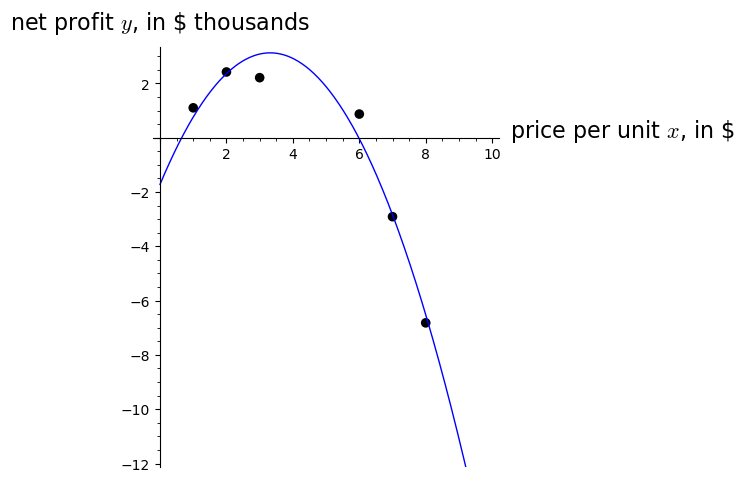 net profit y, in $ thousands
2
2 4 6 8 10
price per unit x, in $
−2
−4
−6
−8
−10
−12